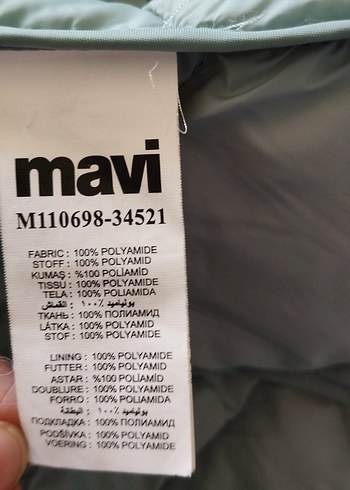 mavi
M110698-34521
FABRIC : 100% POLYAMIDE
STOFF : 100% POLYAMID
KUMAŞ : %100 POLİAMİD
TISSU : 100% POLYAMIDE
TELA : 100% POLIAMIDA
القماش : ١٠٠٪ بولياميد
ТКАНЬ : 100% ПОЛИАМИД
LÁTKA : 100% POLYAMID
STOF : 100% POLYAMIDE
LINING : 100% POLYAMIDE
FUTTER : 100% POLYAMID
ASTAR : %100 POLİAMİD
DOUBLURE : 100% POLYAMIDE
FORRO : 100% POLIAMIDA
البطانة : ١٠٠٪ بولياميد
ПОДКЛАДКА : 100% ПОЛИАМИД
PODŠÍVKA : 100% POLYAMID
VOERING : 100% POLYAMIDE